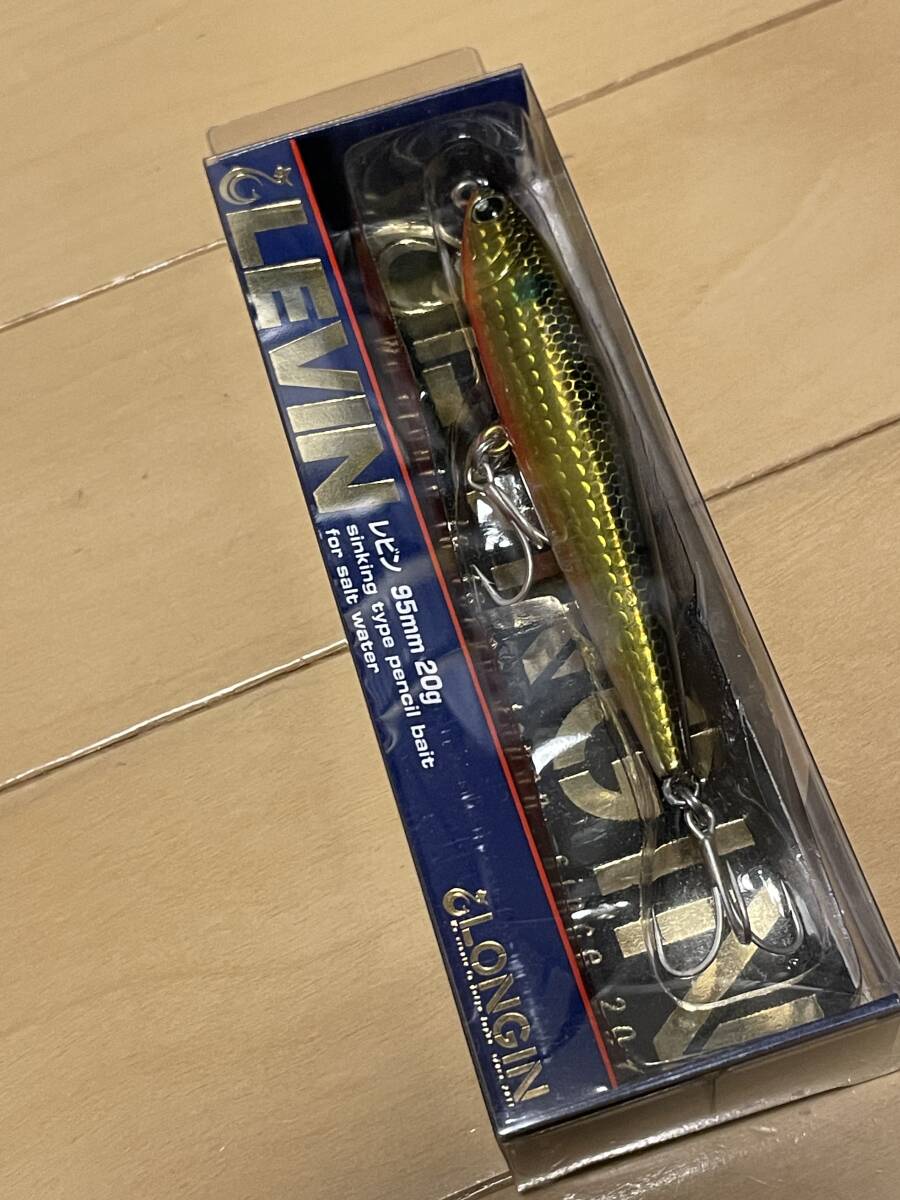 LEVIN
レビン 95mm 20g
sinking type pencil bait
for salt water
LONGIN